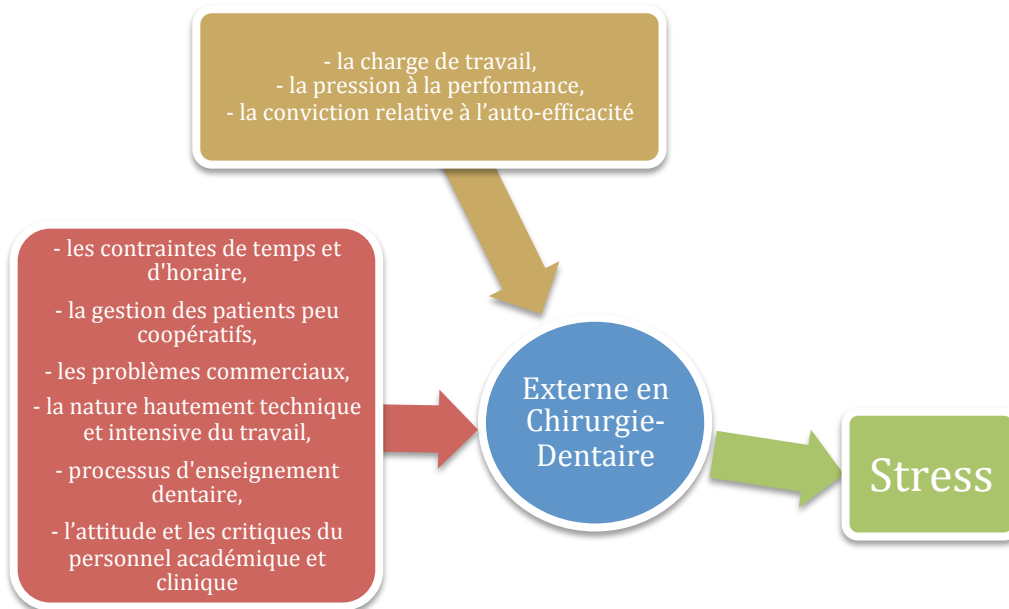 - la charge de travail,
- la pression à la performance,
- la conviction relative à l’auto-efficacité
- les contraintes de temps et
d'horaire,
- la gestion des patients peu
coopératifs,
- les problèmes commerciaux,
- la nature hautement technique
et intensive du travail,
- processus d'enseignement
dentaire,
- l’attitude et les critiques du
personnel académique et
clinique
Externe en
Chirurgie-
Dentaire
Stress